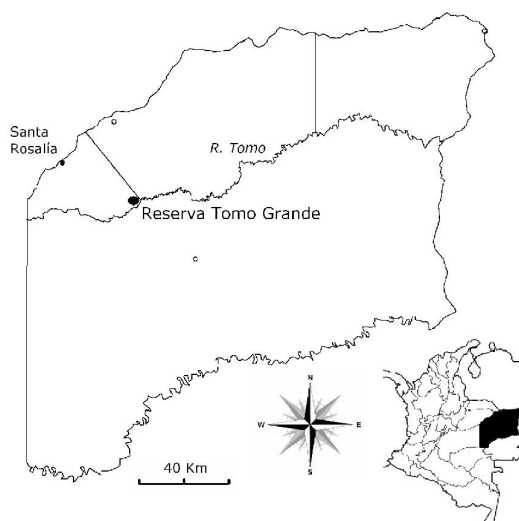 Santa
Rosalía
R. Tomo
Reserva Tomo Grande
N
W
E
S
40 Km